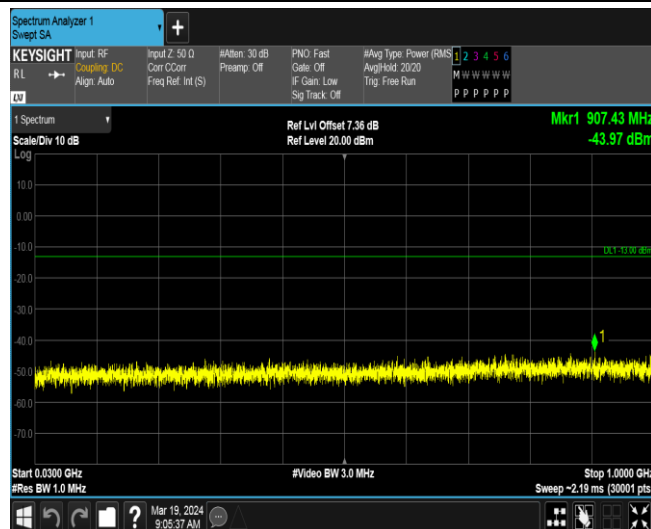 Spectrum Analyzer 1
Swept SA
+
KEYSIGHT Input: RF Input Z: 50 Ω #Atten: 30 dB PNO: Fast #Avg Type: Power (RMS 1 2 3 4 5 6
RL Coupling: DC Corr CCorr Preamp: Off Gate: Off Avg|Hold: 20/20 M W W W W W
Align: Auto Freq Ref: Int (S) IF Gain: Low Trig: Free Run
Sig Track: Off P P P P P P
LXI
1 Spectrum Ref Lvl Offset 7.36 dB Mkr1 907.43 MHz
Scale/Div 10 dB Ref Level 20.00 dBm -43.97 dBm
Log
10.0
0.00
-10.0
DL1 -13.00 dBm
-20.0
-30.0
-40.0
1
-50.0
-60.0
-70.0
Start 0.0300 GHz #Video BW 3.0 MHz Stop 1.0000 GHz
#Res BW 1.0 MHz Sweep ~2.19 ms (30001 pts
? Mar 19, 2024
9:05:37 AM